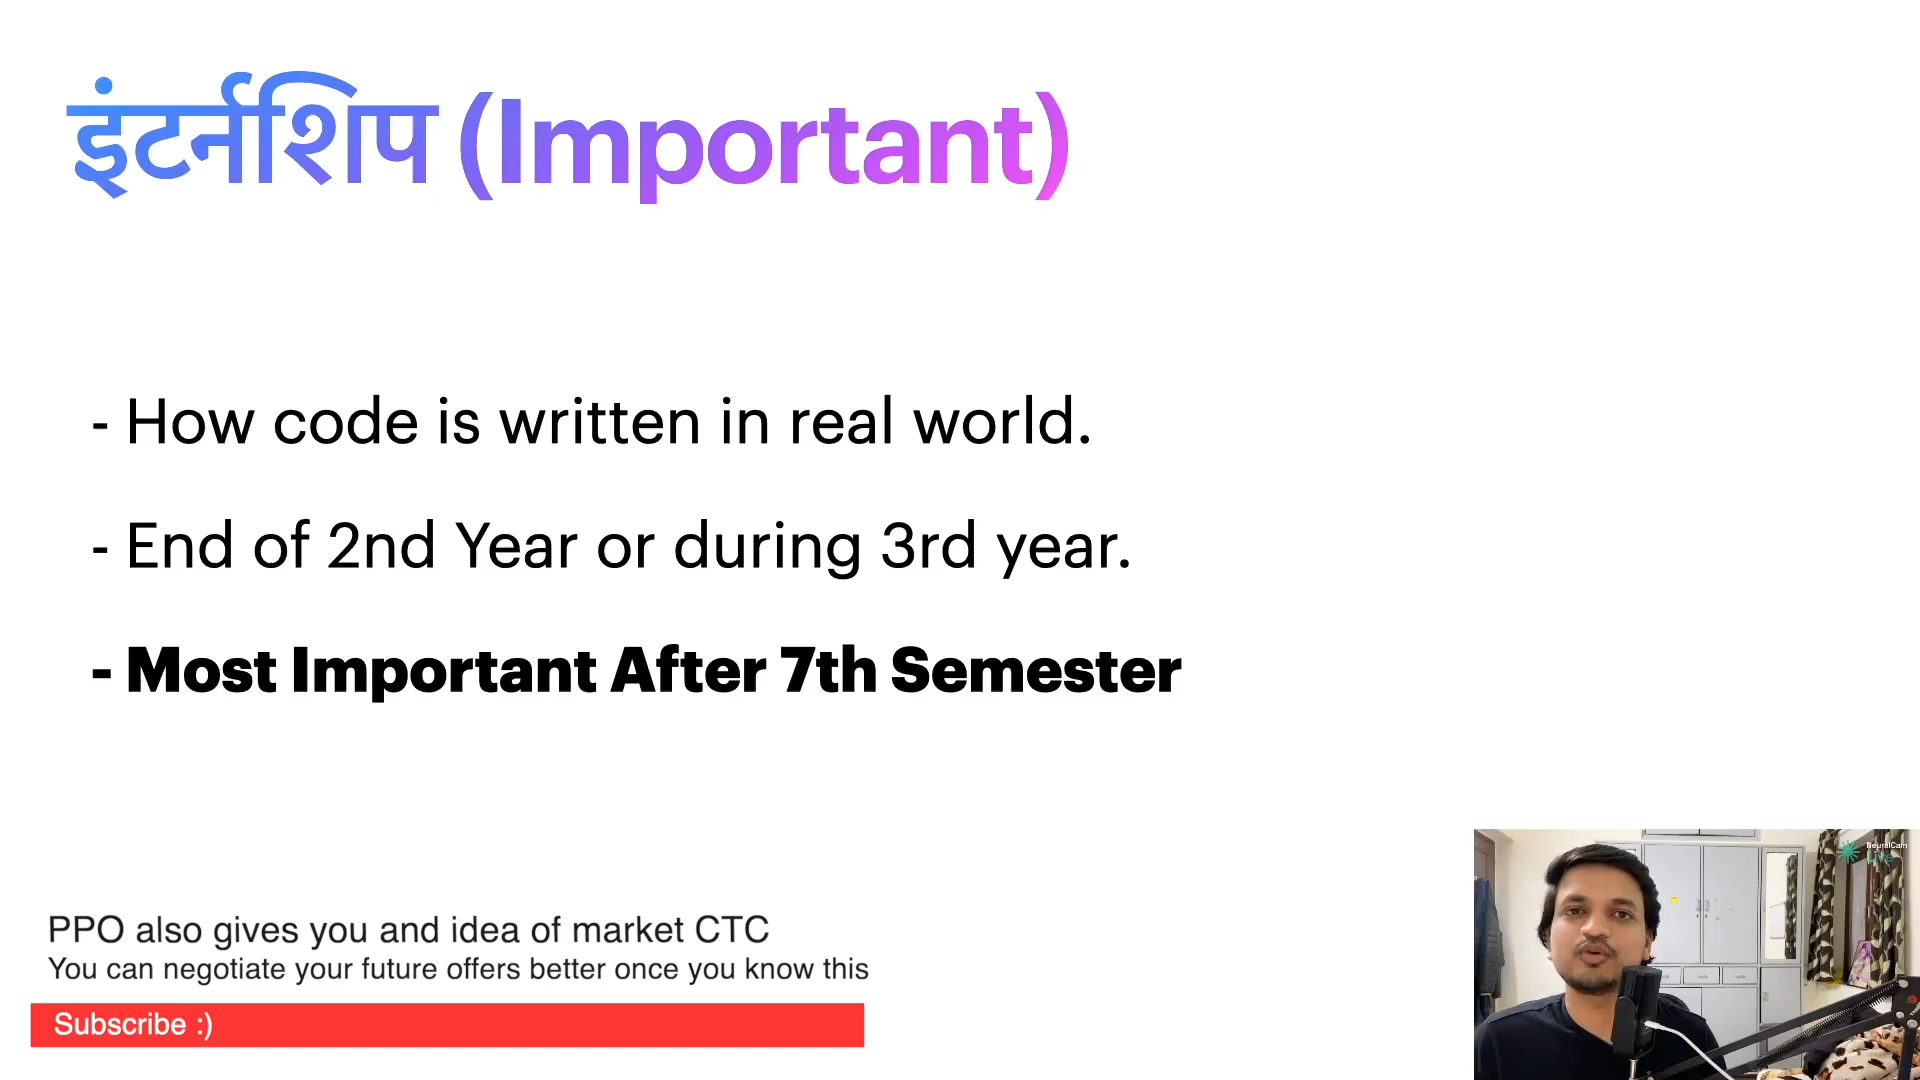 इंटर्नशिप (Important)
- How code is written in real world.
- End of 2nd Year or during 3rd year.
- Most Important After 7th Semester
PPO also gives you and idea of market CTC
You can negotiate your future offers better once you know this
Subscribe :)
NeuralCam
Live